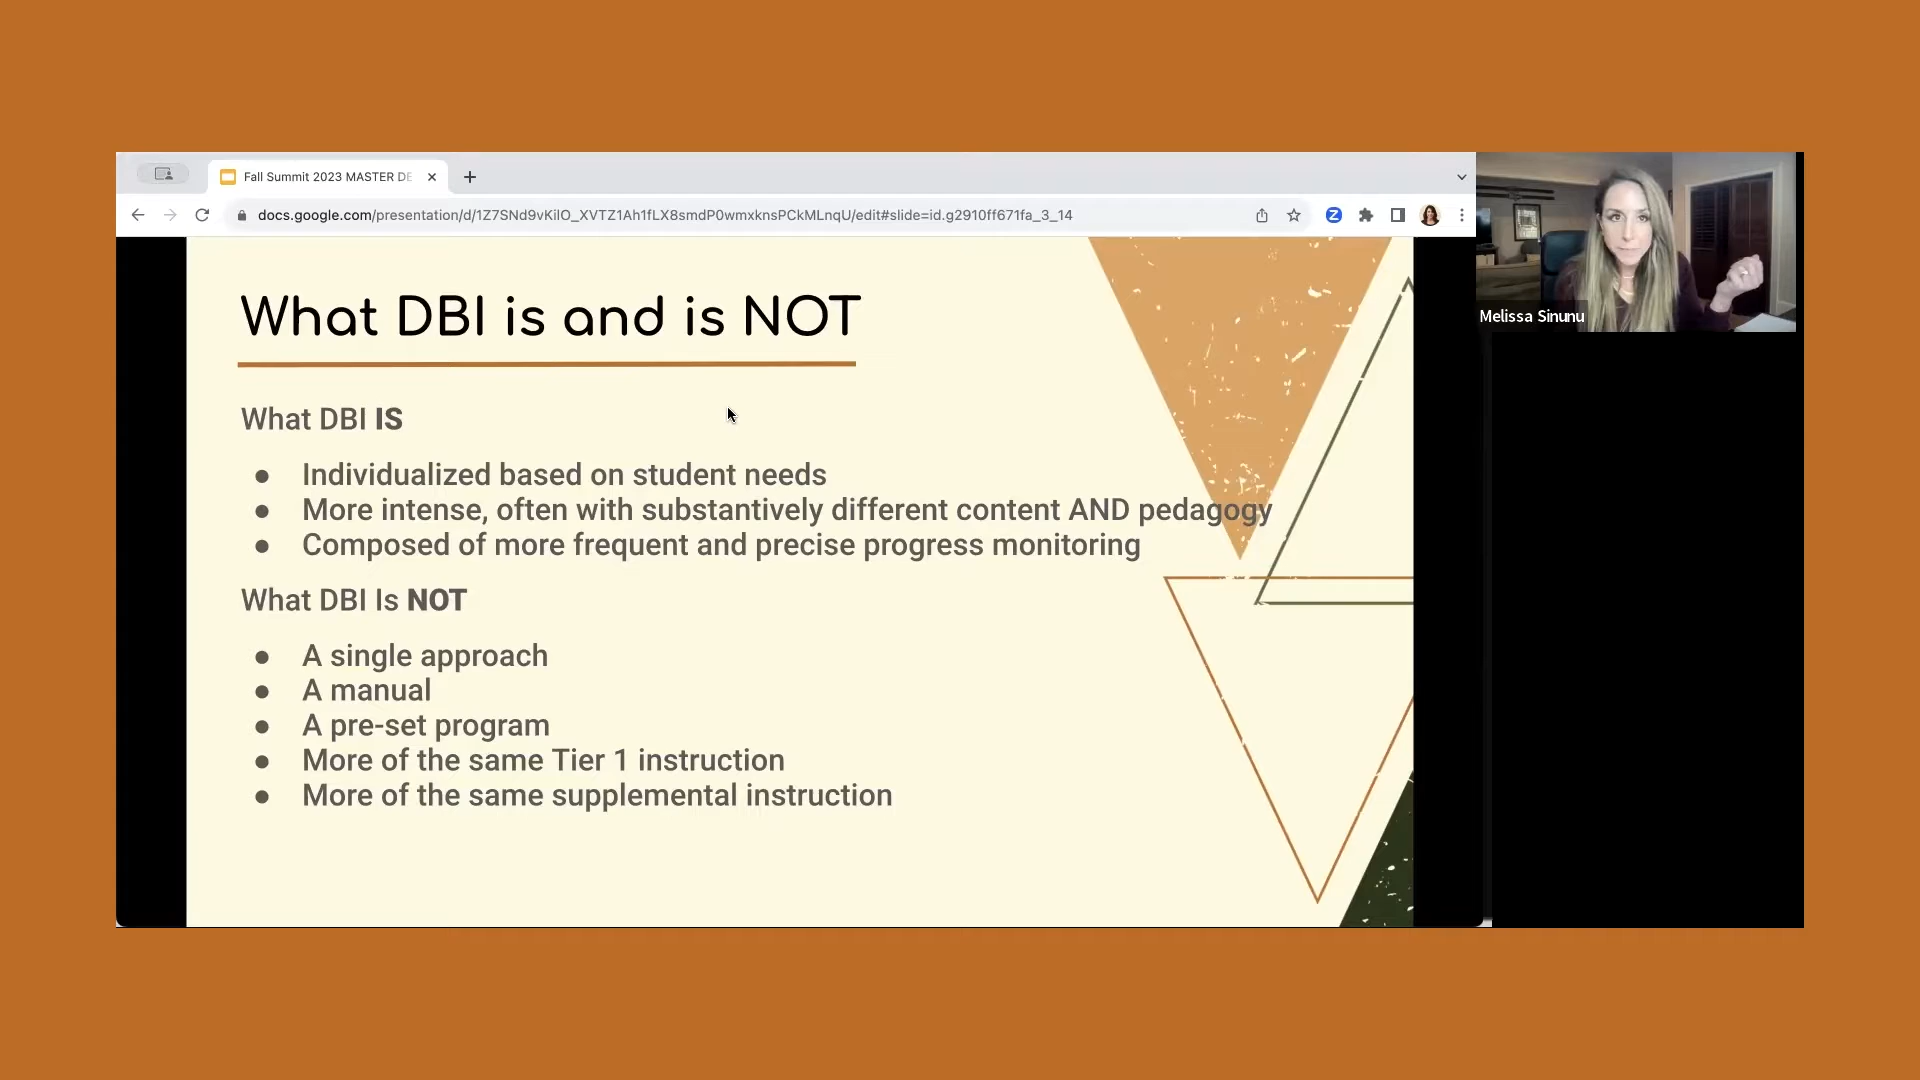 Fall Summit 2023 MASTER DE
docs.google.com/presentation/d/1Z7SNd9vKilO_XVTZ1Ah1fLX8smdP0wmxknsPCkMLnqU/edit#slide=id.g2910ff671fa_3_14
Melissa Sinunu
What DBI is and is NOT
What DBI IS
● Individualized based on student needs
● More intense, often with substantively different content AND pedagogy
● Composed of more frequent and precise progress monitoring
What DBI Is NOT
● A single approach
● A manual
● A pre-set program
● More of the same Tier 1 instruction
● More of the same supplemental instruction